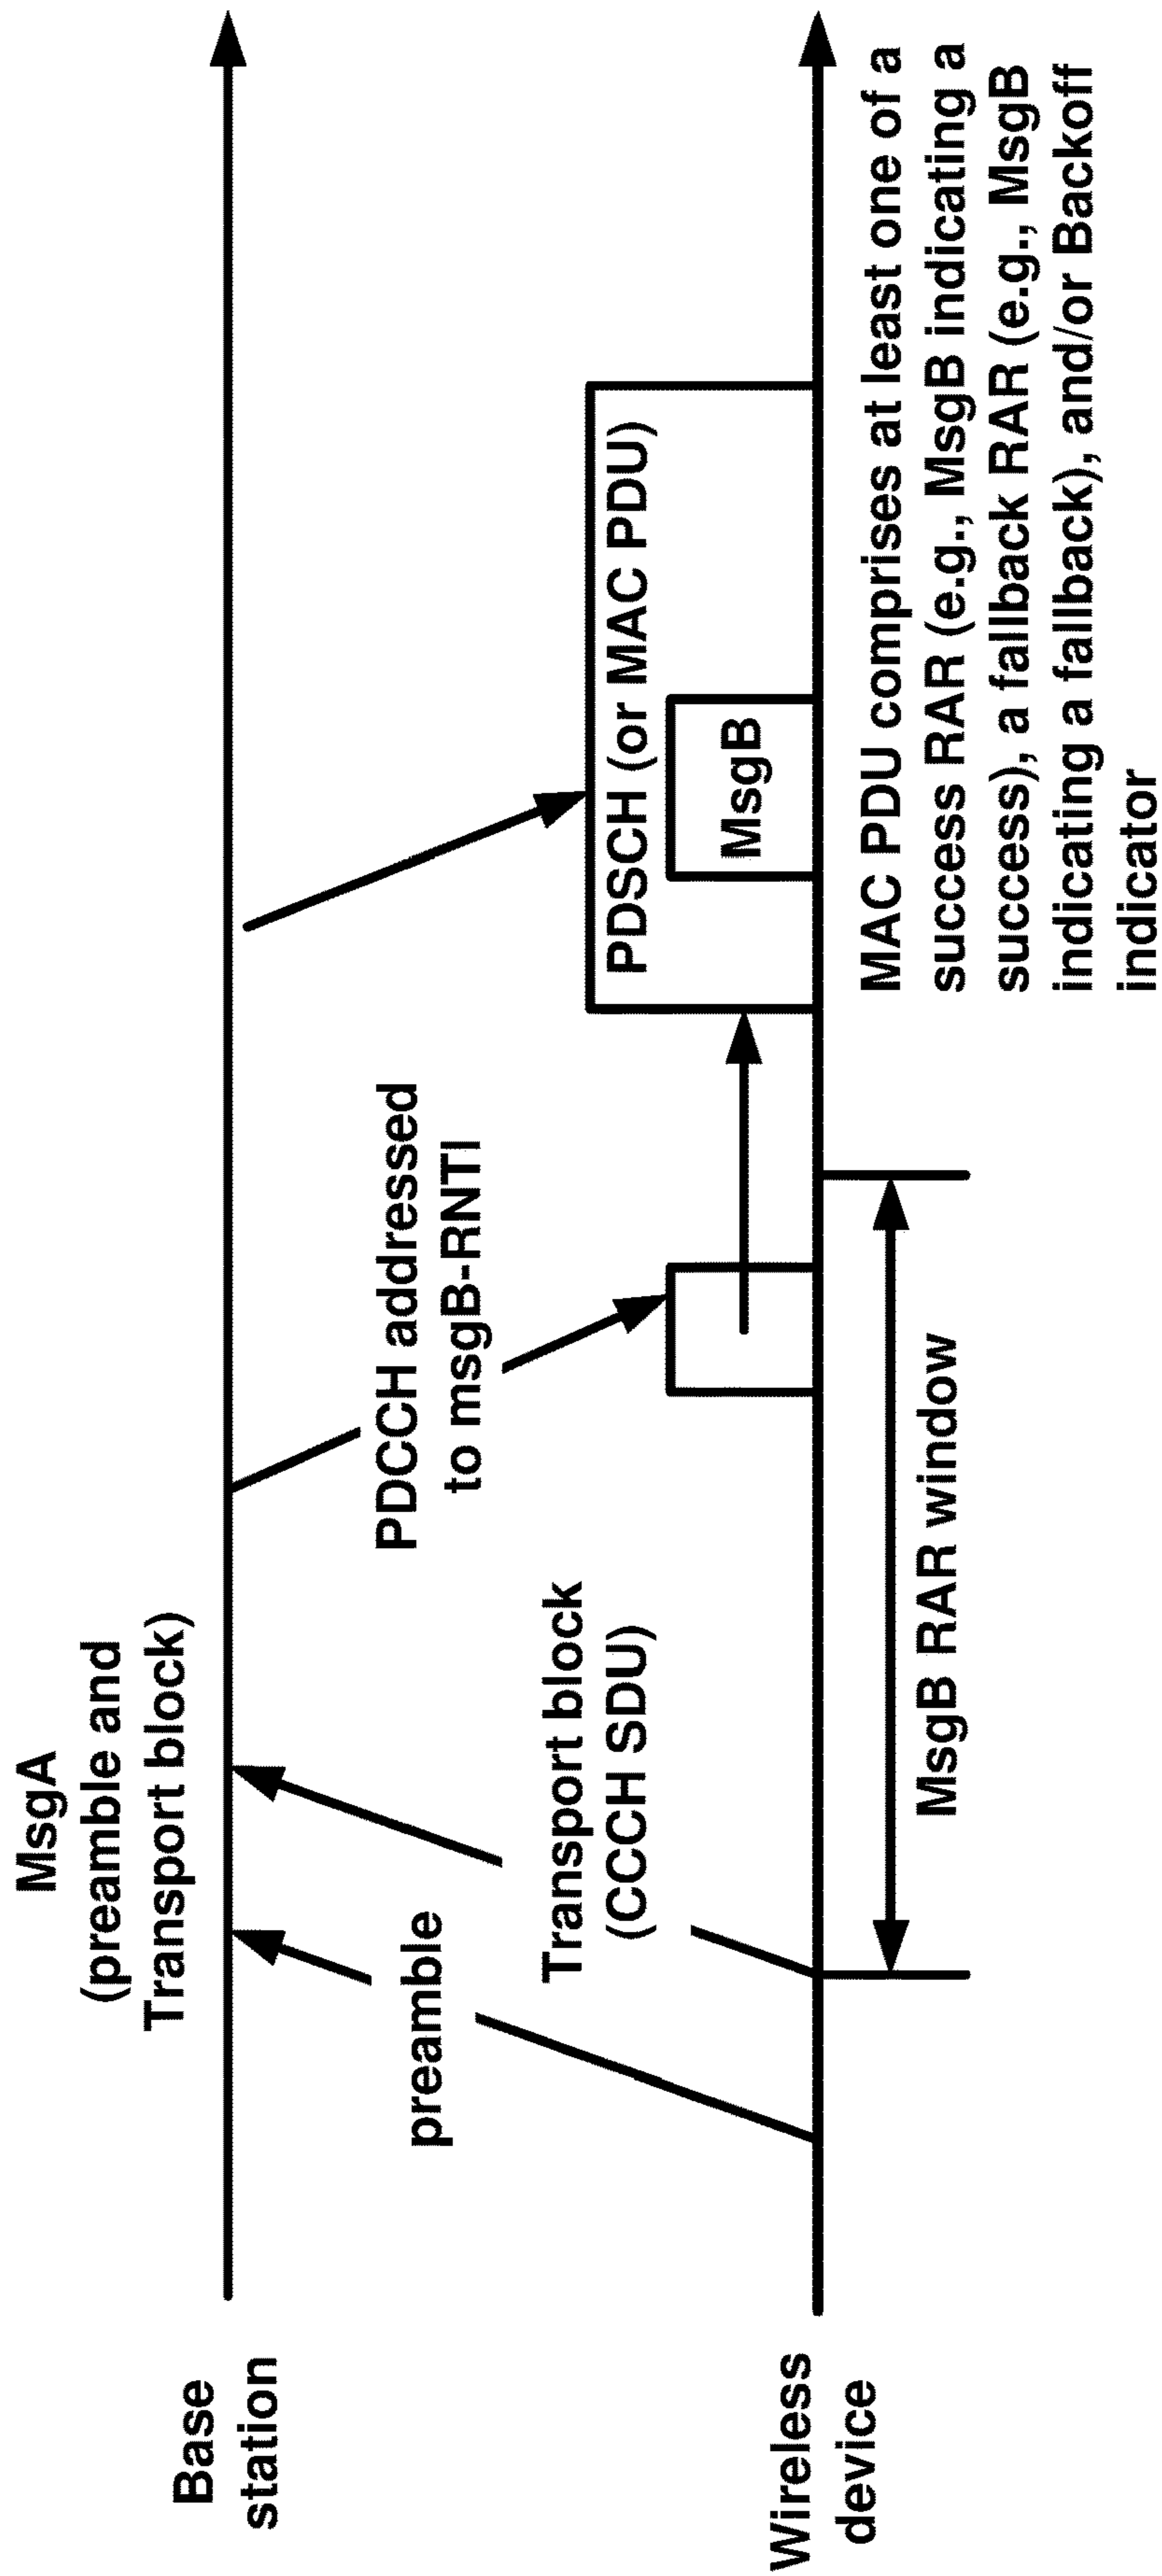 MsgA
(preamble and
Transport block)
Base
station
preamble
Transport block
(CCCH SDU)
PDCCH addressed
to msgB-RNTI
PDSCH (or MAC PDU)
MsgB
Wireless
device
MsgB RAR window
MAC PDU comprises at least one of a
success RAR (e.g., MsgB indicating a
success), a fallback RAR (e.g., MsgB
indicating a fallback), and/or Backoff
indicator